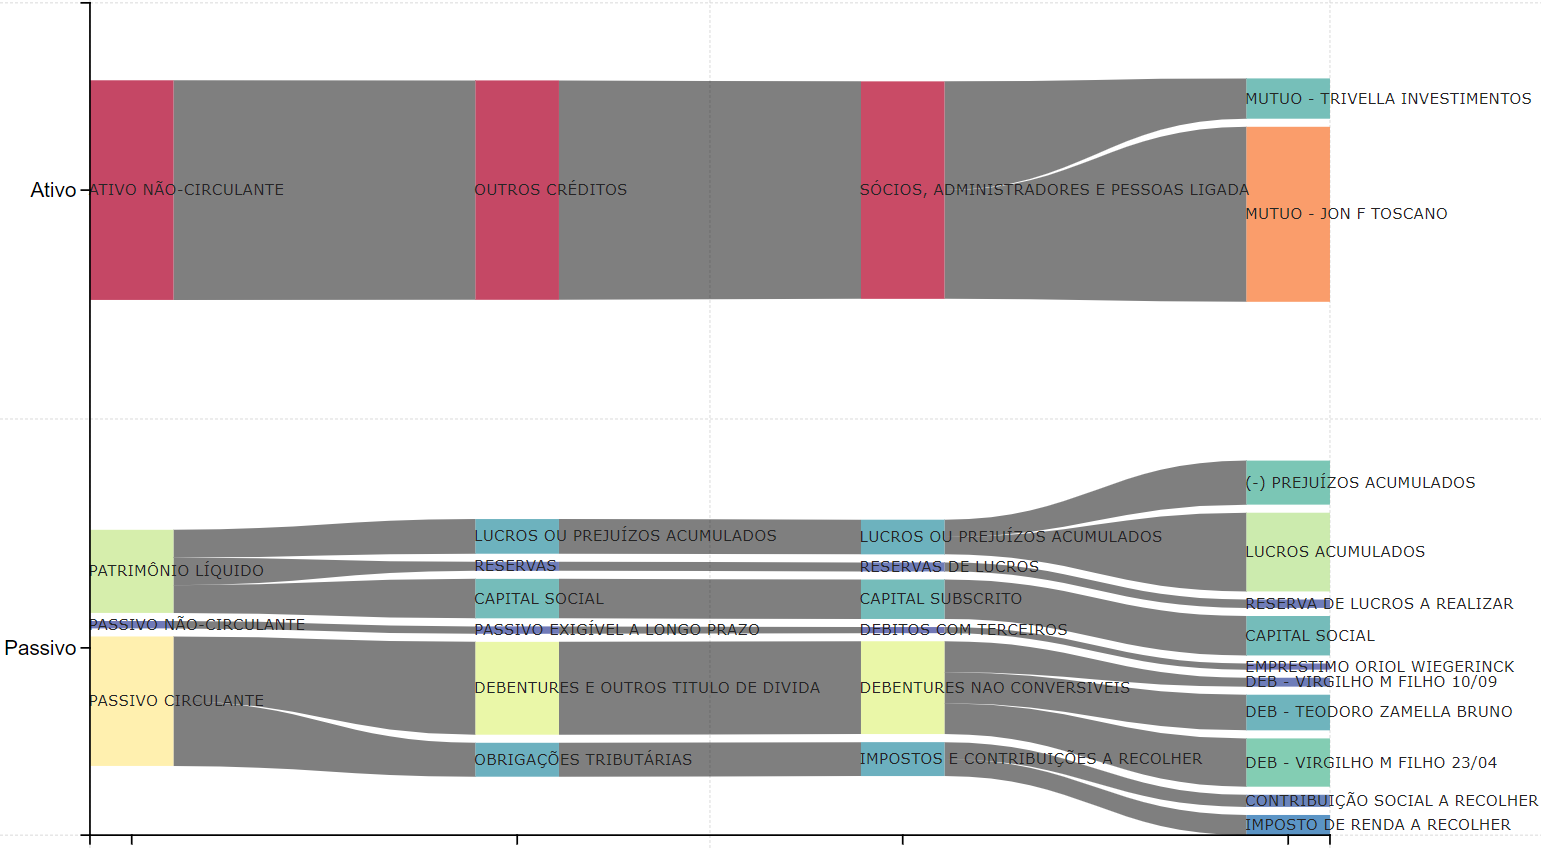 Ativo
ATIVO NÃO-CIRCULANTE
OUTROS CRÉDITOS
SÓCIOS, ADMINISTRADORES E PESSOAS LIGADA
MUTUO - TRIVELLA INVESTIMENTOS
MUTUO - JON F TOSCANO
Passivo
PATRIMÔNIO LÍQUIDO
PASSIVO NÃO-CIRCULANTE
PASSIVO CIRCULANTE
LUCROS OU PREJUÍZOS ACUMULADOS
RESERVAS
CAPITAL SOCIAL
PASSIVO EXIGÍVEL A LONGO PRAZO
DEBENTURES E OUTROS TITULO DE DIVIDA
OBRIGAÇÕES TRIBUTÁRIAS
LUCROS OU PREJUÍZOS ACUMULADOS
RESERVAS DE LUCROS
CAPITAL SUBSCRITO
DEBITOS COM TERCEIROS
DEBENTURES NAO CONVERSIVEIS
IMPOSTOS E CONTRIBUIÇÕES A RECOLHER
(-) PREJUÍZOS ACUMULADOS
LUCROS ACUMULADOS
RESERVA DE LUCROS A REALIZAR
CAPITAL SOCIAL
EMPRESTIMO ORIOL WIEGERINCK
DEB - VIRGILHO M FILHO 10/09
DEB - TEODORO ZAMELLA BRUNO
DEB - VIRGILHO M FILHO 23/04
CONTRIBUIÇÃO SOCIAL A RECOLHER
IMPOSTO DE RENDA A RECOLHER